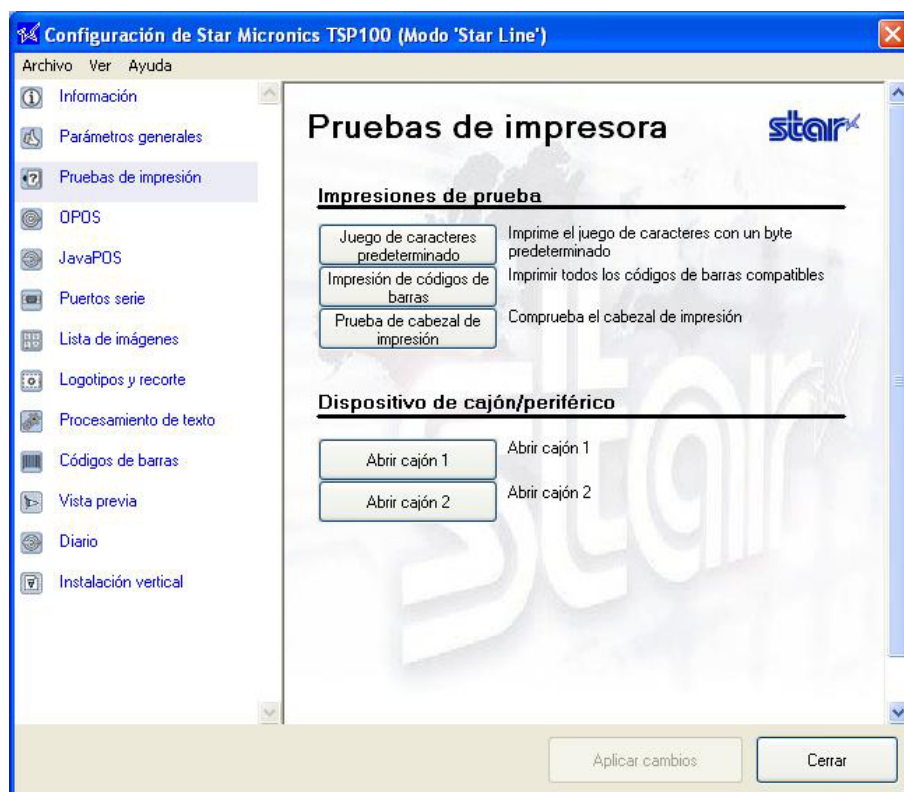 Configuración de Star Micronics TSP100 (Modo 'Star Line')
Archivo Ver Ayuda
Información
Parámetros generales
Pruebas de impresión
OPOS
JavaPOS
Puertos serie
Lista de imágenes
Logotipos y recorte
Procesamiento de texto
Códigos de barras
Vista previa
Diario
Instalación vertical
Pruebas de impresora
star
Impresiones de prueba
Juego de caracteres
predeterminado
Imprime el juego de caracteres con un byte
predeterminado
Impresión de códigos de
barras
Imprimir todos los códigos de barras compatibles
Prueba de cabezal de
impresión
Comprueba el cabezal de impresión
Dispositivo de cajón/periférico
Abrir cajón 1
Abrir cajón 1
Abrir cajón 2
Abrir cajón 2
star
Aplicar cambios
Cerrar